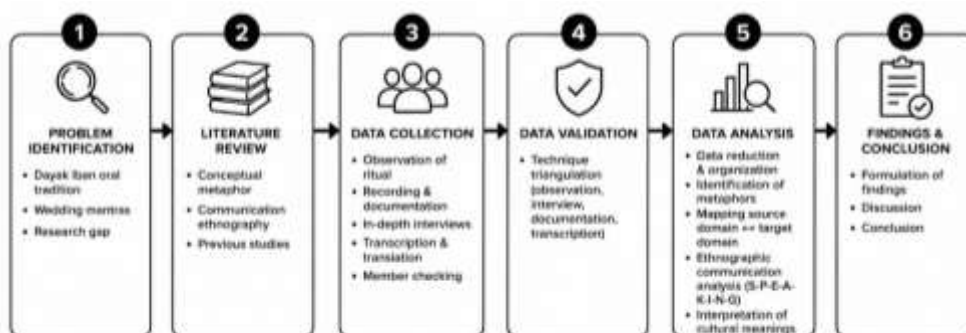 1
PROBLEM
IDENTIFICATION
• Dayak Iban oral
tradition
• Wedding mantras
• Research gap
2
LITERATURE
REVIEW
• Conceptual
metaphor
• Communication
ethnography
• Previous studies
3
DATA COLLECTION
• Observation of
ritual
• Recording &
documentation
• In-depth interviews
• Transcription &
translation
• Member checking
4
DATA VALIDATION
• Technique
triangulation
(observation,
interview,
documentation,
transcription)
5
DATA ANALYSIS
• Data reduction
& organization
• Identification of
metaphors
• Mapping source
domain ↔ target
domain
• Ethnographic
communication
analysis (S-P-E-A-
K-I-N-G)
• Interpretation of
cultural meanings
6
FINDINGS &
CONCLUSION
• Formulation of
findings
• Discussion
• Conclusion